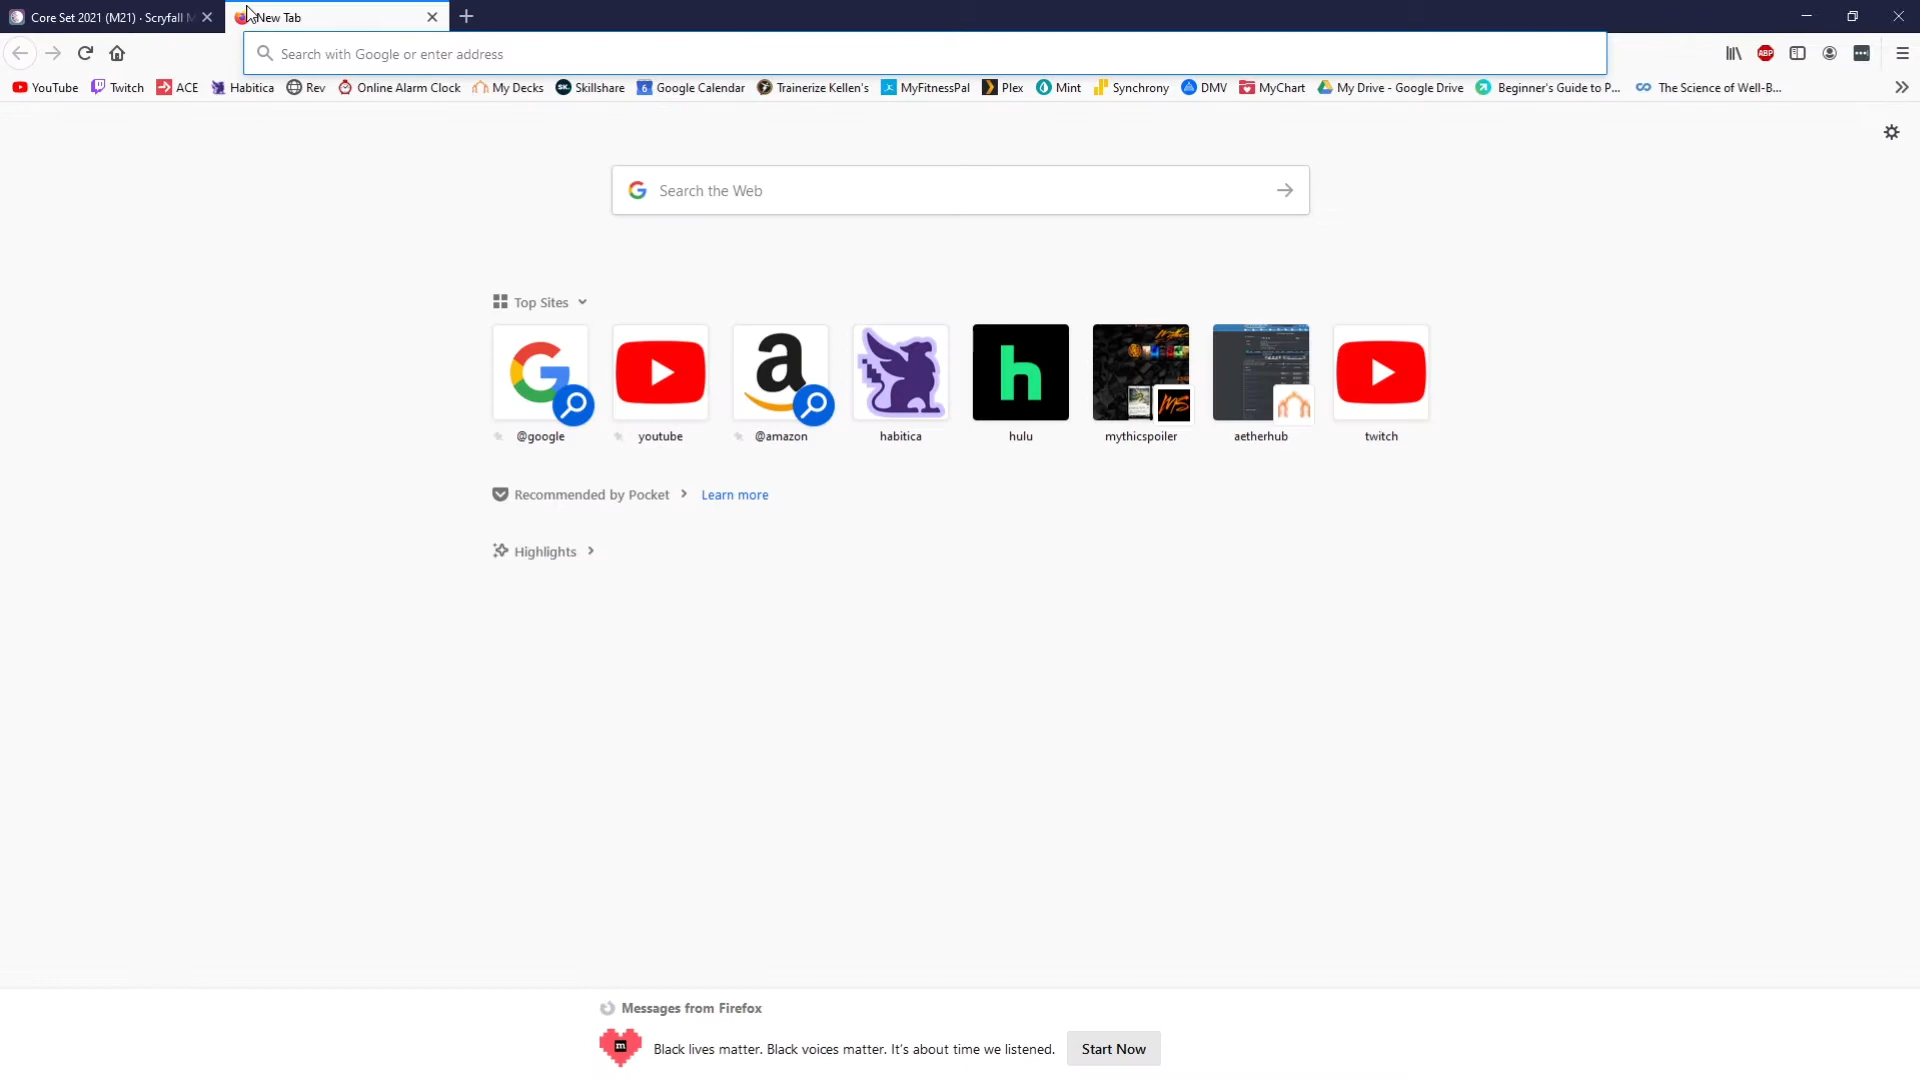 Core Set 2021 (M21) · Scryfall M
New Tab
Search with Google or enter address
ABP
YouTube
Twitch
ACE
Habitica
Rev
Online Alarm Clock
My Decks
SK.
Skillshare
6
Google Calendar
Trainerize Kellen's
MyFitnessPal
Plex
Mint
Synchrony
DMV
MyChart
My Drive - Google Drive
Beginner's Guide to P...
The Science of Well-B...
G
Search the Web
Top Sites
G
a
h
MS
@google
youtube
@amazon
habitica
hulu
mythicspoiler
aetherhub
twitch
Recommended by Pocket
Learn more
Highlights
Messages from Firefox
m
Black lives matter. Black voices matter. It's about time we listened.
Start Now